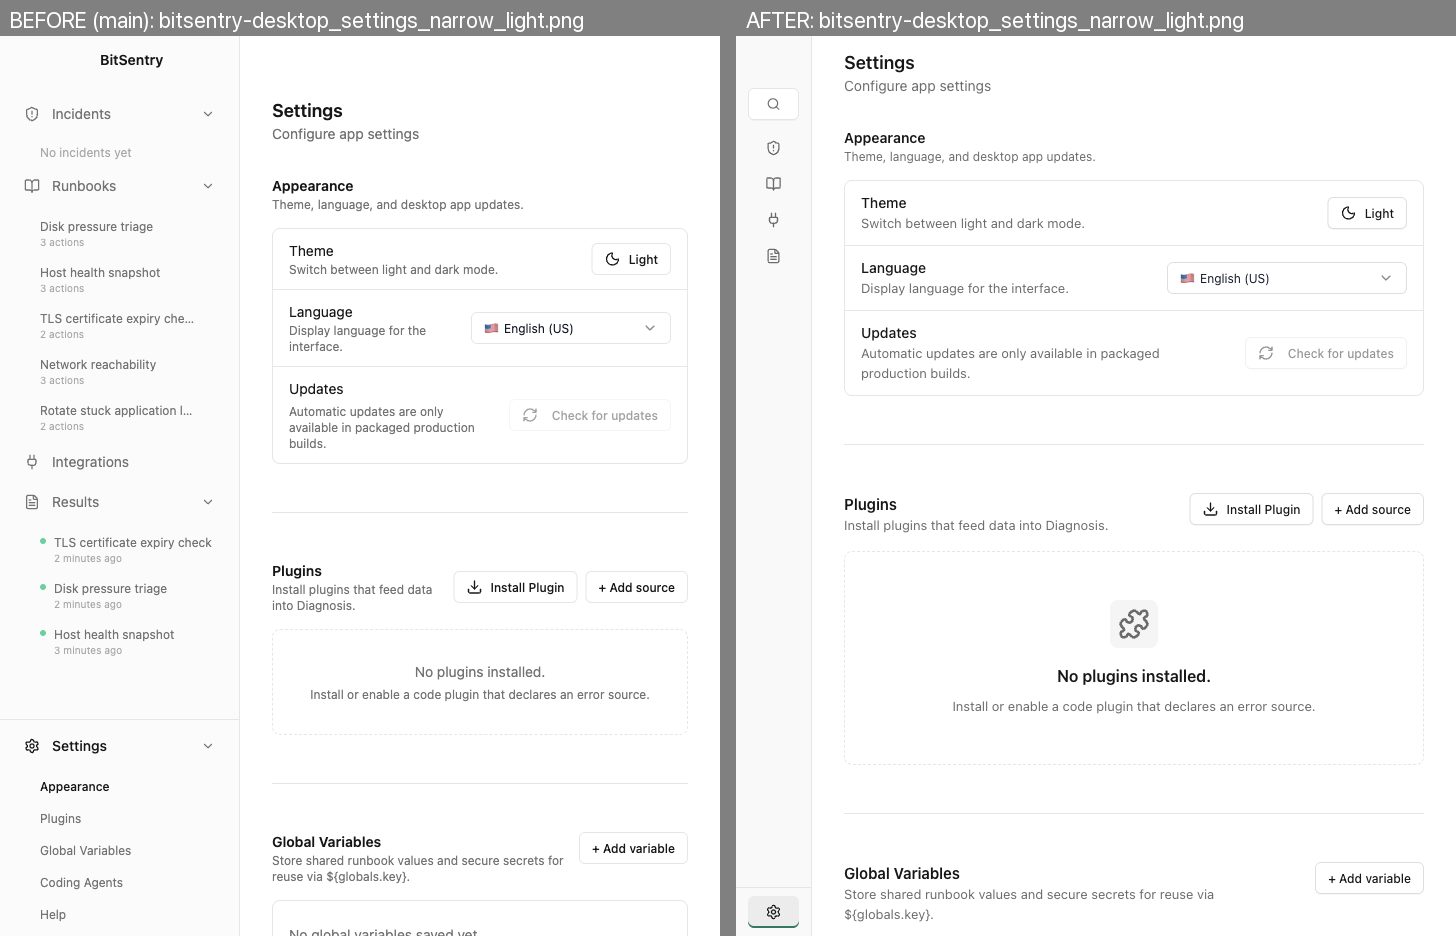 BEFORE (main): bitsentry-desktop_settings_narrow_light.png
BitSentry
Incidents
No incidents yet
Runbooks
Disk pressure triage
3 actions
Host health snapshot
3 actions
TLS certificate expiry che...
2 actions
Network reachability
3 actions
Rotate stuck application l...
2 actions
Integrations
Results
TLS certificate expiry check
2 minutes ago
Disk pressure triage
2 minutes ago
Host health snapshot
3 minutes ago
Settings
Appearance
Plugins
Global Variables
Coding Agents
Help
Settings
Configure app settings
Appearance
Theme, language, and desktop app updates.
Theme
Switch between light and dark mode.
Light
Language
Display language for the
interface.
English (US)
Updates
Automatic updates are only
available in packaged production
builds.
Check for updates
Plugins
Install plugins that feed data
into Diagnosis.
Install Plugin
+ Add source
No plugins installed.
Install or enable a code plugin that declares an error source.
Global Variables
Store shared runbook values and secure secrets for
reuse via ${globals.key}.
+ Add variable
No global variables saved yet
AFTER: bitsentry-desktop_settings_narrow_light.png
Settings
Configure app settings
Appearance
Theme, language, and desktop app updates.
Theme
Switch between light and dark mode.
Light
Language
Display language for the interface.
English (US)
Updates
Automatic updates are only available in packaged
production builds.
Check for updates
Plugins
Install plugins that feed data into Diagnosis.
Install Plugin
+ Add source
No plugins installed.
Install or enable a code plugin that declares an error source.
Global Variables
Store shared runbook values and secure secrets for reuse via
${globals.key}.
+ Add variable